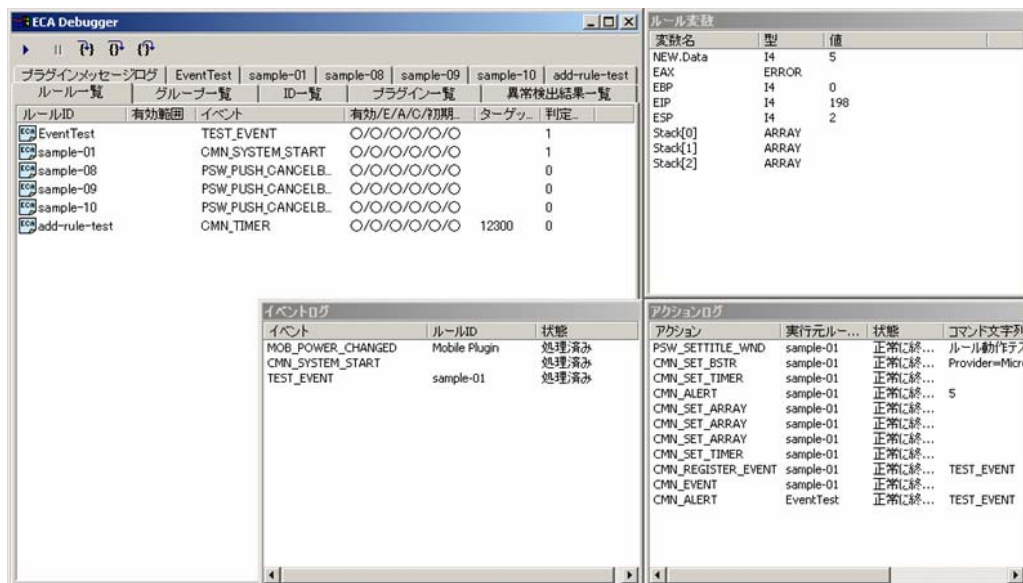 ECA Debugger
プラグインメッセージログ EventTest sample-01 sample-08 sample-09 sample-10 add-rule-test
ルール一覧 グループ一覧 ID一覧 プラグイン一覧 異常検出結果一覧
ルールID 有効範囲 イベント 有効/E/A/C/初期... ターゲッ... 判定...
EventTest TEST_EVENT ○/○/○/○/○ 1
sample-01 CMN_SYSTEM_START ○/○/○/○/○ 1
sample-08 PSW_PUSH_CANCELB... ○/○/○/○/○ 0
sample-09 PSW_PUSH_CANCELB... ○/○/○/○/○ 0
sample-10 PSW_PUSH_CANCELB... ○/○/○/○/○ 0
add-rule-test CMN_TIMER ○/○/○/○/○ 12300 0
ルール変数
変数名 型 値
NEW.Data I4 5
EAX ERROR
EBP I4 0
EIP I4 198
ESP I4 2
Stack[0] ARRAY
Stack[1] ARRAY
Stack[2] ARRAY
イベントログ
イベント ルールID 状態
MOB_POWER_CHANGED Mobile Plugin 処理済み
CMN_SYSTEM_START 処理済み
TEST_EVENT sample-01 処理済み
アクションログ
アクション 実行元ルー... 状態 コマンド文字列
PSW_SETTITLE_WND sample-01 正常に終... ルール動作テス
CMN_SET_BSTR sample-01 正常に終... Provider=Micr
CMN_SET_TIMER sample-01 正常に終...
CMN_ALERT sample-01 正常に終... 5
CMN_SET_ARRAY sample-01 正常に終...
CMN_SET_ARRAY sample-01 正常に終...
CMN_SET_ARRAY sample-01 正常に終...
CMN_SET_TIMER sample-01 正常に終...
CMN_REGISTER_EVENT sample-01 正常に終... TEST_EVENT
CMN_EVENT sample-01 正常に終...
CMN_ALERT EventTest 正常に終... TEST_EVENT